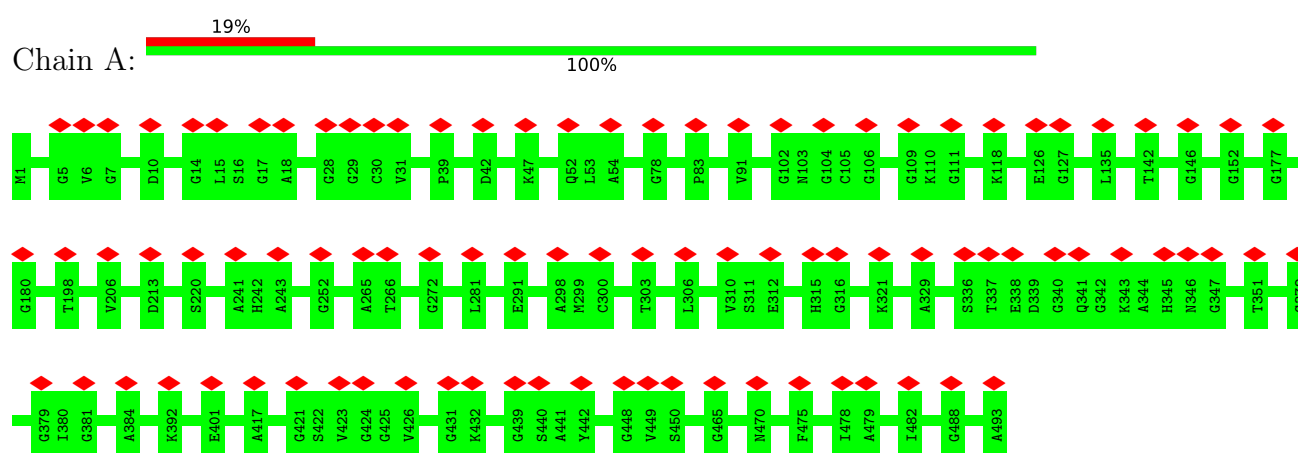 19%
Chain A:
100%
M1 G5 V6 G7 D10 G14 L15 S16 G17 A18 G28 G29 C30 V31 P39 D42 K47 Q52 L53 A54 G78 P83 V91 G102 N103 G104 C105 G106 G109 K110 G111 K118 E126 G127 L135 T142 G146 G152 G177
G180 T198 V206 D213 S220 A241 H242 A243 G252 A265 T266 G272 L281 E291 A298 M299 C300 T303 L306 V310 S311 E312 H315 G316 K321 A329 S336 T337 E338 D339 G340 Q341 G342 K343 A344 H345 N346 G347 T351
G379 I380 G381 A384 K392 E401 A417 G421 S422 V423 G424 G425 V426 G431 K432 G439 S440 A441 Y442 G448 V449 S450 G465 N470 F475 I478 A479 I482 G488 A493